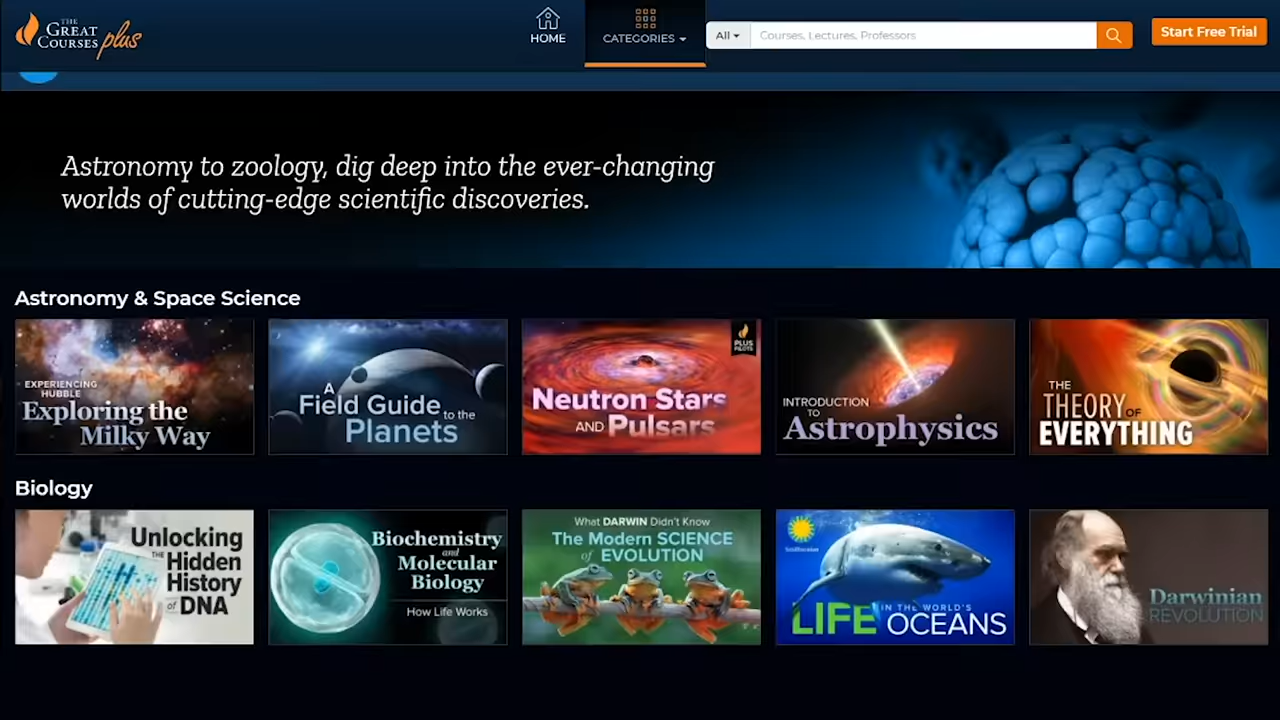 THE
GREAT
COURSES plus
HOME
CATEGORIES
All
Courses, Lectures, Professors
Start Free Trial
Astronomy to zoology, dig deep into the ever-changing
worlds of cutting-edge scientific discoveries.
Astronomy & Space Science
EXPERIENCING
HUBBLE
Exploring the
Milky Way
A
Field Guide to the
Planets
PLUS
PILOTS
Neutron Stars
AND Pulsars
INTRODUCTION
TO
Astrophysics
THE
THEORY OF
EVERYTHING
Biology
Unlocking
THE Hidden
History
of DNA
Biochemistry
and
Molecular
Biology
How Life Works
What DARWIN Didn't Know
The Modern SCIENCE
of EVOLUTION
Smithsonian
LIFE IN THE WORLD'S
OCEANS
Darwinian
REVOLUTION